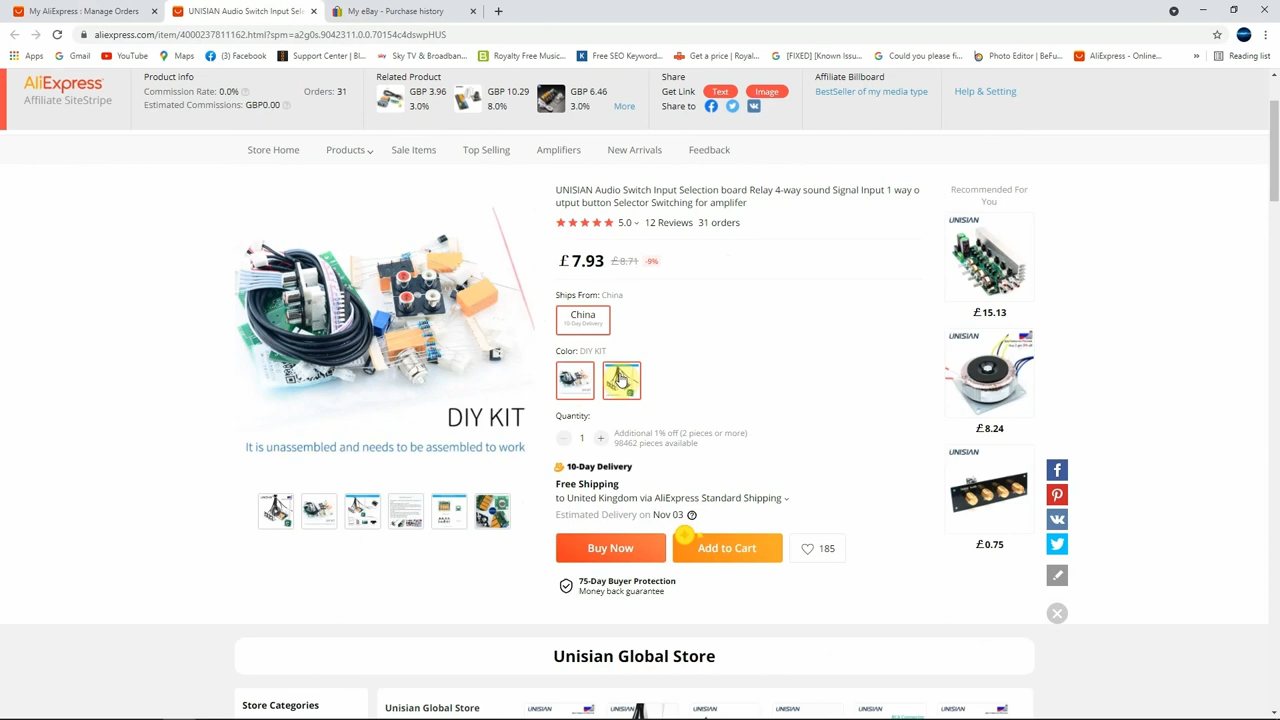 My AliExpress : Manage Orders
UNISIAN Audio Switch Input Sele
My eBay - Purchase history
aliexpress.com/item/4000237811162.html?spm=a2g0s.9042311.0.0.70154c4dswpHUS
Apps
Gmail
YouTube
Maps
(3) Facebook
Support Center | Bl...
Sky TV & Broadban...
Royalty Free Music...
Free SEO Keyword...
Get a price | Royal...
[FIXED] [Known Issu...
Could you please fi...
Photo Editor | BeFu...
AliExpress - Online...
Reading list
AliExpress
Affiliate SiteStripe
Product Info
Commission Rate: 0.0%
Orders: 31
Estimated Commissions: GBP0.00
Related Product
GBP 3.96
3.0%
GBP 10.29
8.0%
GBP 6.46
3.0%
More
Share
Get Link
Text
Image
Share to
Affiliate Billboard
BestSeller of my media type
Help & Setting
Store Home
Products
Sale Items
Top Selling
Amplifiers
New Arrivals
Feedback
UNISIAN Audio Switch Input Selection board Relay 4-way sound Signal Input 1 way o
utput button Selector Switching for amplifer
5.0
12 Reviews
31 orders
£7.93
£8.71
-9%
Ships From: China
China
10-Day Delivery
Color: DIY KIT
Quantity:
1
Additional 1% off (2 pieces or more)
98462 pieces available
10-Day Delivery
Free Shipping
to United Kingdom via AliExpress Standard Shipping
Estimated Delivery on Nov 03
Buy Now
Add to Cart
185
75-Day Buyer Protection
Money back guarantee
DIY KIT
It is unassembled and needs to be assembled to work
Recommended For
You
UNISIAN
£15.13
UNISIAN
£8.24
UNISIAN
£0.75
Unisian Global Store
Store Categories
Unisian Global Store
UNISIAN
UNISIAN
UNISIAN
UNISIAN
UNISIAN
UNISIAN